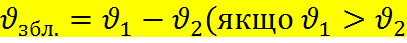 ϑзбл. = ϑ₁ − ϑ₂(якщо ϑ₁ > ϑ₂